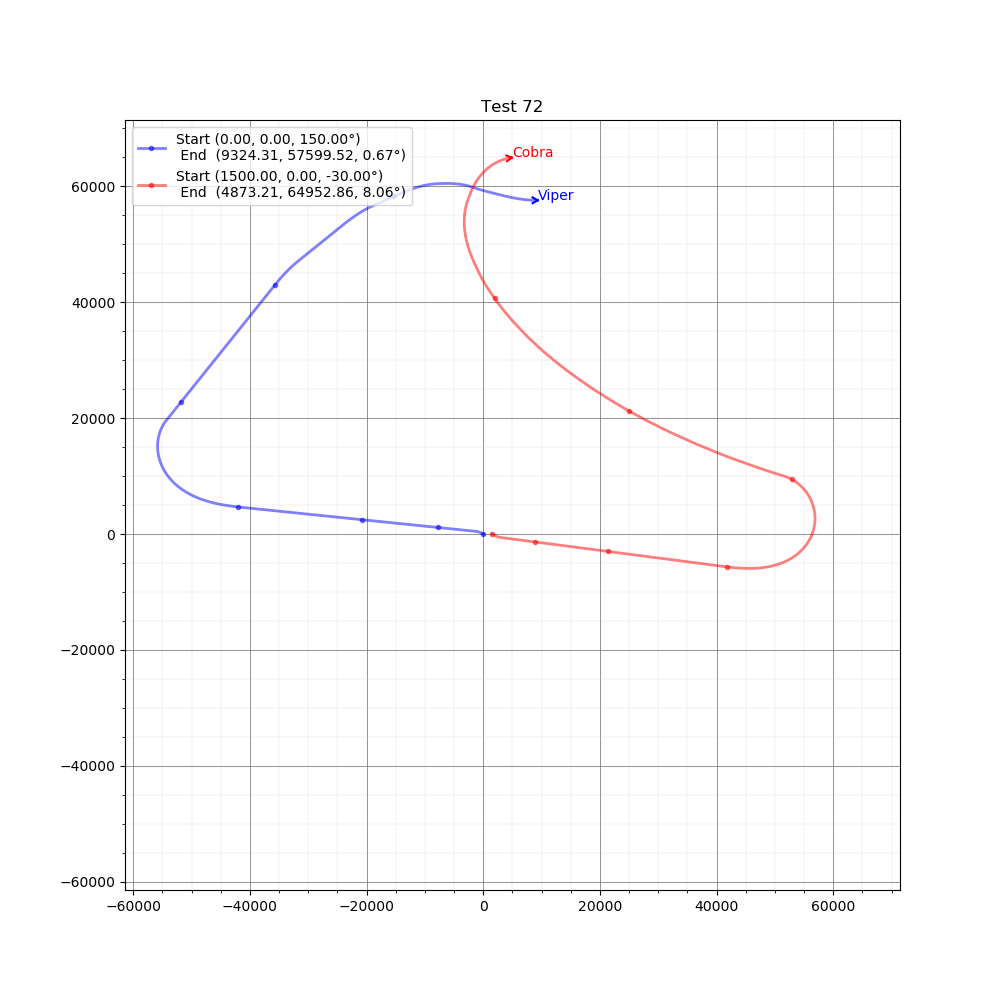 Test 72
Start (0.00, 0.00, 150.00°)
End  (9324.31, 57599.52, 0.67°)
Start (1500.00, 0.00, -30.00°)
End  (4873.21, 64952.86, 8.06°)
Cobra
Viper
60000
40000
20000
0
−20000
−40000
−60000
−60000
−40000
−20000
0
20000
40000
60000